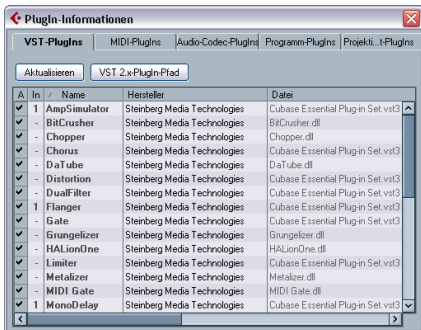 PlugIn-Informationen
VST-PlugIns MIDI-PlugIns Audio-Codec-PlugIns Programm-PlugIns Projekti...t-PlugIns
Aktualisieren VST 2.x-PlugIn-Pfad
A In Name Hersteller Datei
1 AmpSimulator Steinberg Media Technologies Cubase Essential Plug-in Set.vst3
- BitCrusher Steinberg Media Technologies BitCrusher.dll
- Chopper Steinberg Media Technologies Chopper.dll
- Chorus Steinberg Media Technologies Cubase Essential Plug-in Set.vst3
- DaTube Steinberg Media Technologies DaTube.dll
- Distortion Steinberg Media Technologies Cubase Essential Plug-in Set.vst3
- DualFilter Steinberg Media Technologies Cubase Essential Plug-in Set.vst3
1 Flanger Steinberg Media Technologies Cubase Essential Plug-in Set.vst3
- Gate Steinberg Media Technologies Cubase Essential Plug-in Set.vst3
- Grungelizer Steinberg Media Technologies Grungelizer.dll
- HALionOne Steinberg Media Technologies HALionOne.dll
- Limiter Steinberg Media Technologies Cubase Essential Plug-in Set.vst3
- Metalizer Steinberg Media Technologies Metalizer.dll
- MIDI Gate Steinberg Media Technologies MIDI Gate.dll
1 MonoDelay Steinberg Media Technologies Cubase Essential Plug-in Set.vst3